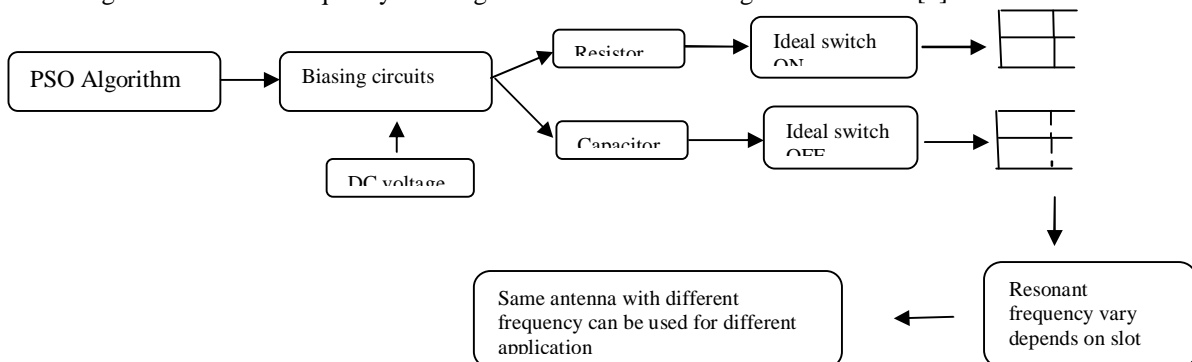 PSO Algorithm
Biasing circuits
DC voltage
Resistor
Ideal switch
ON
Capacitor
Ideal switch
OFF
Resonant
frequency vary
depends on slot
Same antenna with different
frequency can be used for different
application